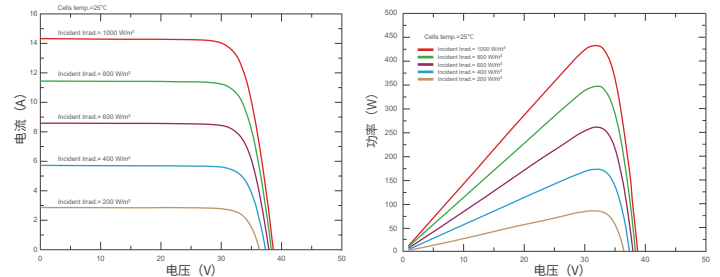 Cells temp.=25℃
16
14
12
10
8
6
4
2
0
电流（A）
Incident Irrad.= 1000 W/m²
Incident Irrad.= 800 W/m²
Incident Irrad.= 600 W/m²
Incident Irrad.= 400 W/m²
Incident Irrad.= 200 W/m²
0 10 20 30 40 50
电压（V）
500
450
400
350
300
250
200
150
100
50
0
功率（W）
Cells temp.=25℃
Incident Irrad.= 1000 W/m²
Incident Irrad.= 800 W/m²
Incident Irrad.= 600 W/m²
Incident Irrad.= 400 W/m²
Incident Irrad.= 200 W/m²
0 10 20 30 40 50
电压（V）